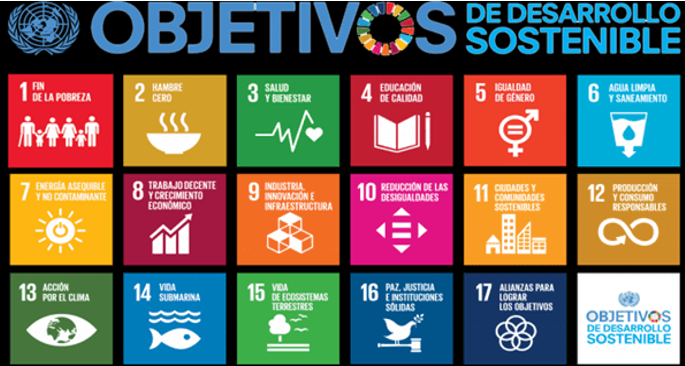 OBJETIVOS DE DESARROLLO
SOSTENIBLE
1 FIN
DE LA POBREZA
2 HAMBRE
CERO
3 SALUD
Y BIENESTAR
4 EDUCACIÓN
DE CALIDAD
5 IGUALDAD
DE GÉNERO
6 AGUA LIMPIA
Y SANEAMIENTO
7 ENERGÍA ASEQUIBLE
Y NO CONTAMINANTE
8 TRABAJO DECENTE
Y CRECIMIENTO
ECONÓMICO
9 INDUSTRIA,
INNOVACIÓN E
INFRAESTRUCTURA
10 REDUCCIÓN DE LAS
DESIGUALDADES
11 CIUDADES Y
COMUNIDADES
SOSTENIBLES
12 PRODUCCIÓN
Y CONSUMO
RESPONSABLES
13 ACCIÓN
POR EL CLIMA
14 VIDA
SUBMARINA
15 VIDA
DE ECOSISTEMAS
TERRESTRES
16 PAZ, JUSTICIA
E INSTITUCIONES
SÓLIDAS
17 ALIANZAS PARA
LOGRAR
LOS OBJETIVOS
OBJETIVOS
DE DESARROLLO
SOSTENIBLE